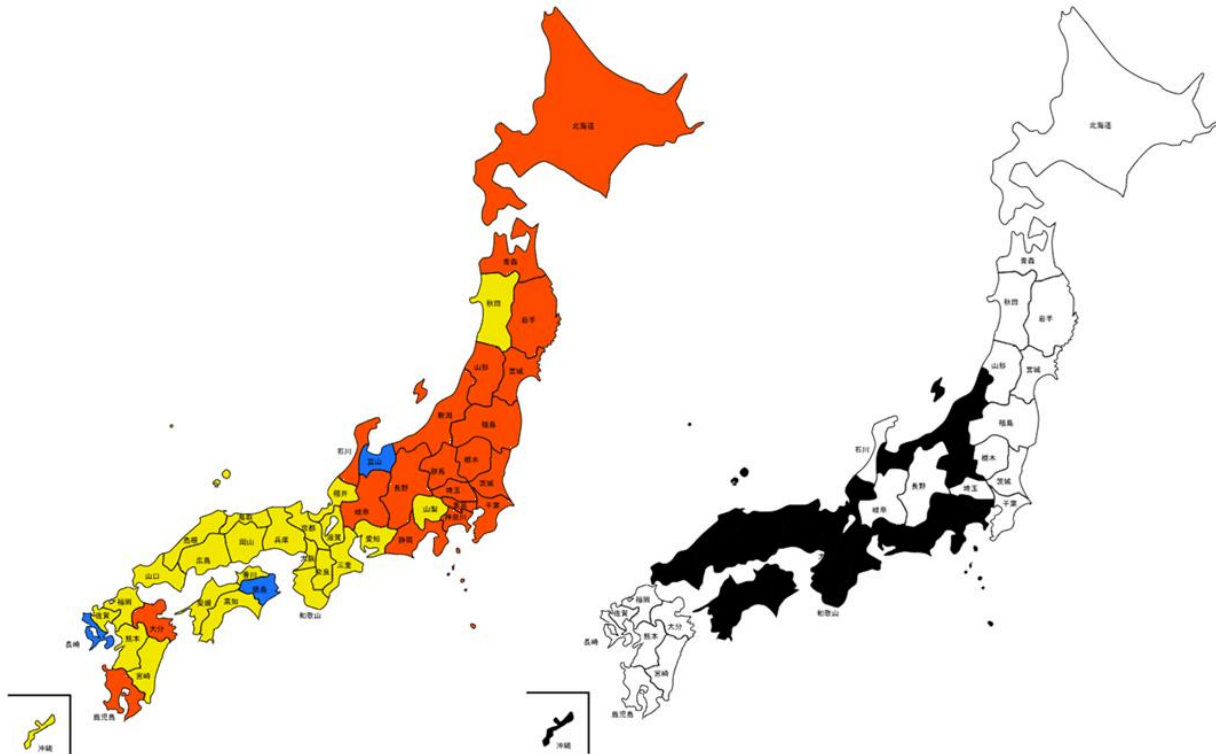 北海道
青森
秋田
岩手
山形
宮城
新潟
福島
石川
富山
群馬
栃木
長野
茨城
埼玉
福井
岐阜
山梨
東京
千葉
神奈川
鳥取
京都
滋賀
愛知
静岡
島根
岡山
兵庫
広島
大阪
三重
山口
奈良
香川
徳島
福岡
愛媛
高知
和歌山
佐賀
大分
長崎
熊本
宮崎
鹿児島
沖縄
北海道
青森
秋田
岩手
山形
宮城
福島
石川
栃木
長野
茨城
埼玉
岐阜
千葉
和歌山
福岡
佐賀
大分
長崎
熊本
宮崎
鹿児島
沖縄